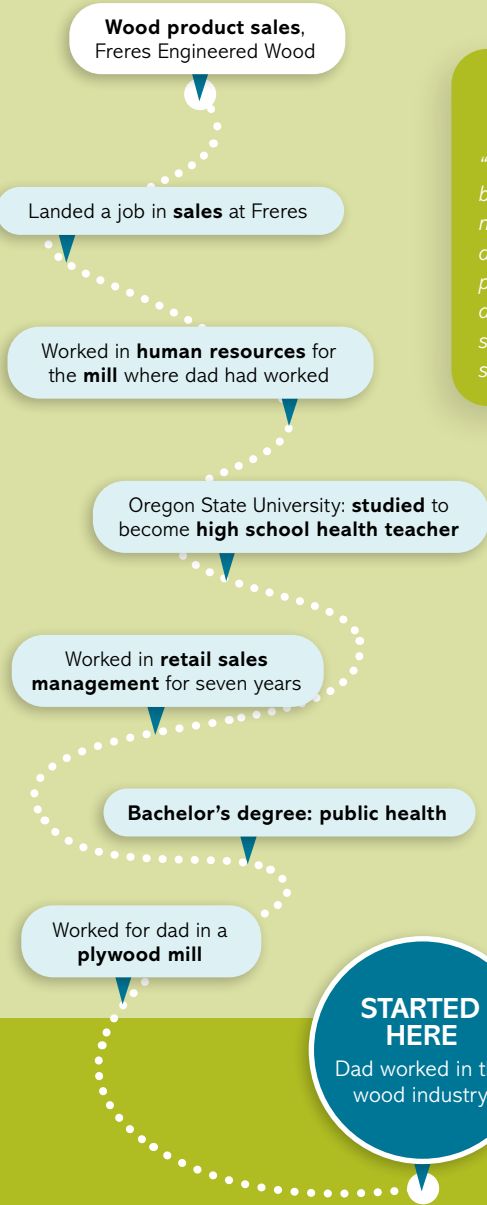 Wood product sales,
Freres Engineered Wood
Landed a job in sales at Freres
Worked in human resources for
the mill where dad had worked
Oregon State University: studied to
become high school health teacher
Worked in retail sales
management for seven years
Bachelor's degree: public health
Worked for dad in a
plywood mill
STARTED
HERE
Dad worked in
wood industry